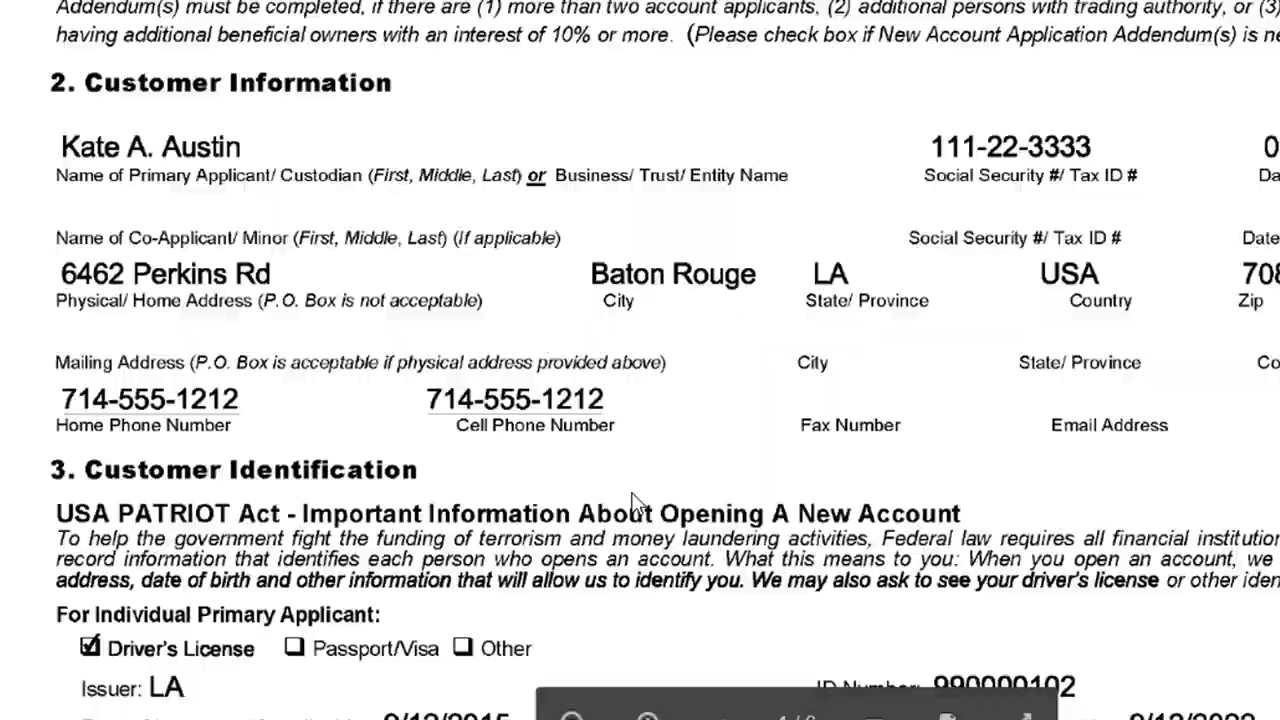 Addendum(s) must be completed, if there are (1) more than two account applicants, (2) additional persons with trading authority, or (3)
having additional beneficial owners with an interest of 10% or more. (Please check box if New Account Application Addendum(s) is
2. Customer Information
Kate A. Austin 111-22-3333 0
Name of Primary Applicant/ Custodian (First, Middle, Last) or Business/ Trust/ Entity Name Social Security #/ Tax ID # Da
Name of Co-Applicant/ Minor (First, Middle, Last) (If applicable) Social Security #/ Tax ID # Date
6462 Perkins Rd Baton Rouge LA USA 708
Physical/ Home Address (P.O. Box is not acceptable) City State/ Province Country Zip
Mailing Address (P.O. Box is acceptable if physical address provided above) City State/ Province Co
714-555-1212 714-555-1212
Home Phone Number Cell Phone Number Fax Number Email Address
3. Customer Identification
USA PATRIOT Act - Important Information About Opening A New Account
To help the government fight the funding of terrorism and money laundering activities, Federal law requires all financial
record information that identifies each person who opens an account. What this means to you: When you open an account, we
address, date of birth and other information that will allow us to identify you. We may also ask to see your driver's license or other
For Individual Primary Applicant:
Driver's License Passport/Visa Other
Issuer: LA ID Number: 990000102